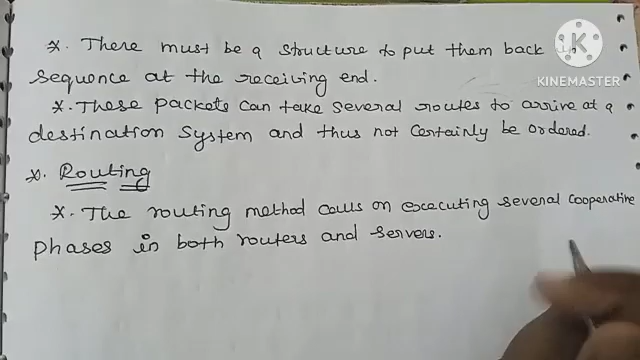 *. There must be a structure to put them back in
sequence at the receiving end.
KINEMASTER
*. These packets can take several routes to arrive at a
destination system and thus not certainly be ordered.
*. Routing
*. The routing method calls on executing several cooperative
phases in both routers and servers.